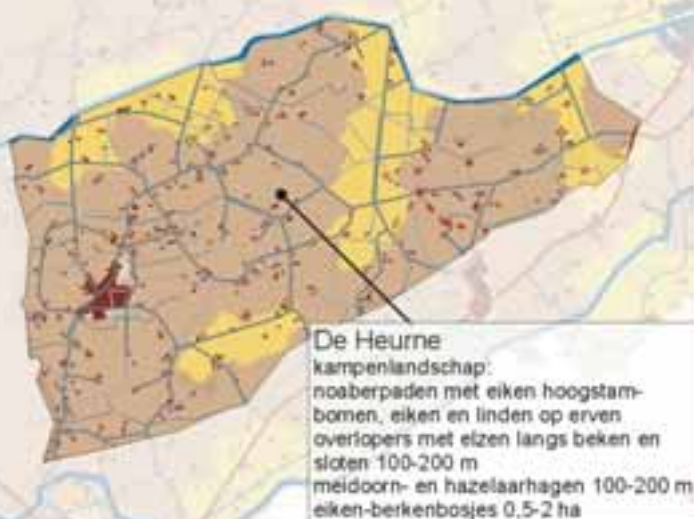 De Heurne
kampenlandschap:
noaberpaden met eiken hoogstam-
bomen, eiken en linden op erven
overlopers met elzen langs beken en
sloten 100-200 m
meidoorn- en hazelaarhagen 100-200 m
eiken-berkenbosjes 0,5-2 ha